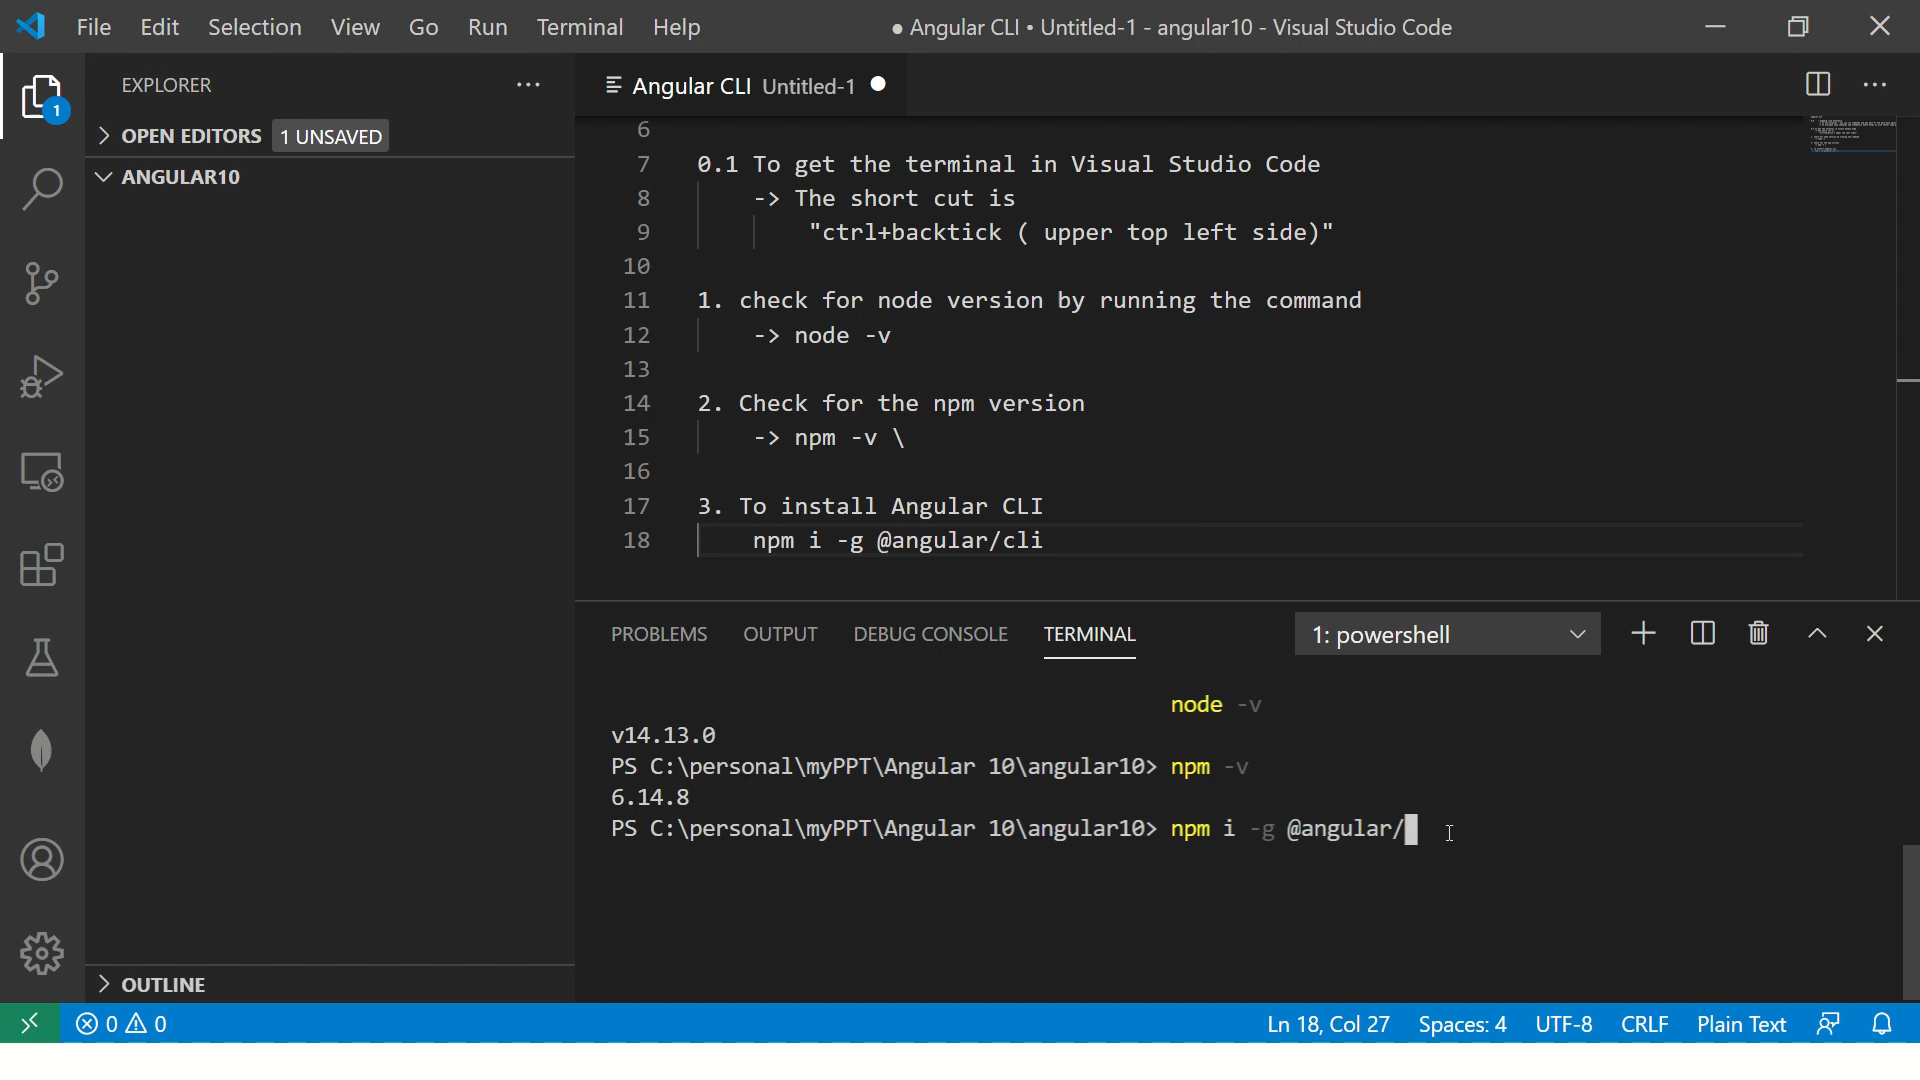 File Edit Selection View Go Run Terminal Help
● Angular CLI • Untitled-1 - angular10 - Visual Studio Code
EXPLORER
1
OPEN EDITORS 1 UNSAVED
ANGULAR10
OUTLINE
Angular CLI Untitled-1
6
7 0.1 To get the terminal in Visual Studio Code
8 -> The short cut is
9 "ctrl+backtick ( upper top left side)"
10
11 1. check for node version by running the command
12 -> node -v
13
14 2. Check for the npm version
15 -> npm -v \
16
17 3. To install Angular CLI
18 npm i -g @angular/cli
PROBLEMS OUTPUT DEBUG CONSOLE TERMINAL 1: powershell
node -v
v14.13.0
PS C:\personal\myPPT\Angular 10\angular10> npm -v
6.14.8
PS C:\personal\myPPT\Angular 10\angular10> npm i -g @angular/
0 0 Ln 18, Col 27 Spaces: 4 UTF-8 CRLF Plain Text